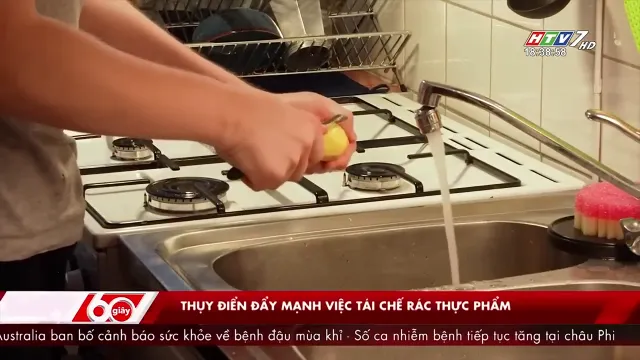 HTV7 HD
18:38:58
60 giây
THỤY ĐIỂN ĐẨY MẠNH VIỆC TÁI CHẾ RÁC THỰC PHẨM
Australia ban bố cảnh báo sức khỏe về bệnh đậu mùa khỉ - Số ca nhiễm bệnh tiếp tục tăng tại châu Phi